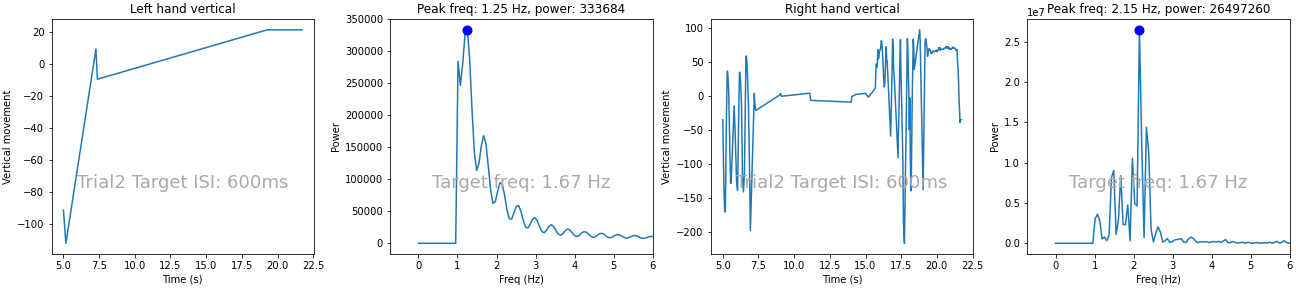 Left hand vertical
20
0
−20
−40
−60
−80
−100
Vertical movement
5.0 7.5 10.0 12.5 15.0 17.5 20.0 22.5
Time (s)
Trial2 Target ISI: 600ms
Peak freq: 1.25 Hz, power: 333684
350000
300000
250000
200000
150000
100000
50000
0
Power
0 1 2 3 4 5 6
Freq (Hz)
Target freq: 1.67 Hz
Right hand vertical
100
50
0
−50
−100
−150
−200
Vertical movement
5.0 7.5 10.0 12.5 15.0 17.5 20.0 22.5
Time (s)
Trial2 Target ISI: 600ms
1e7
Peak freq: 2.15 Hz, power: 26497260
2.5
2.0
1.5
1.0
0.5
0.0
Power
0 1 2 3 4 5 6
Freq (Hz)
Target freq: 1.67 Hz